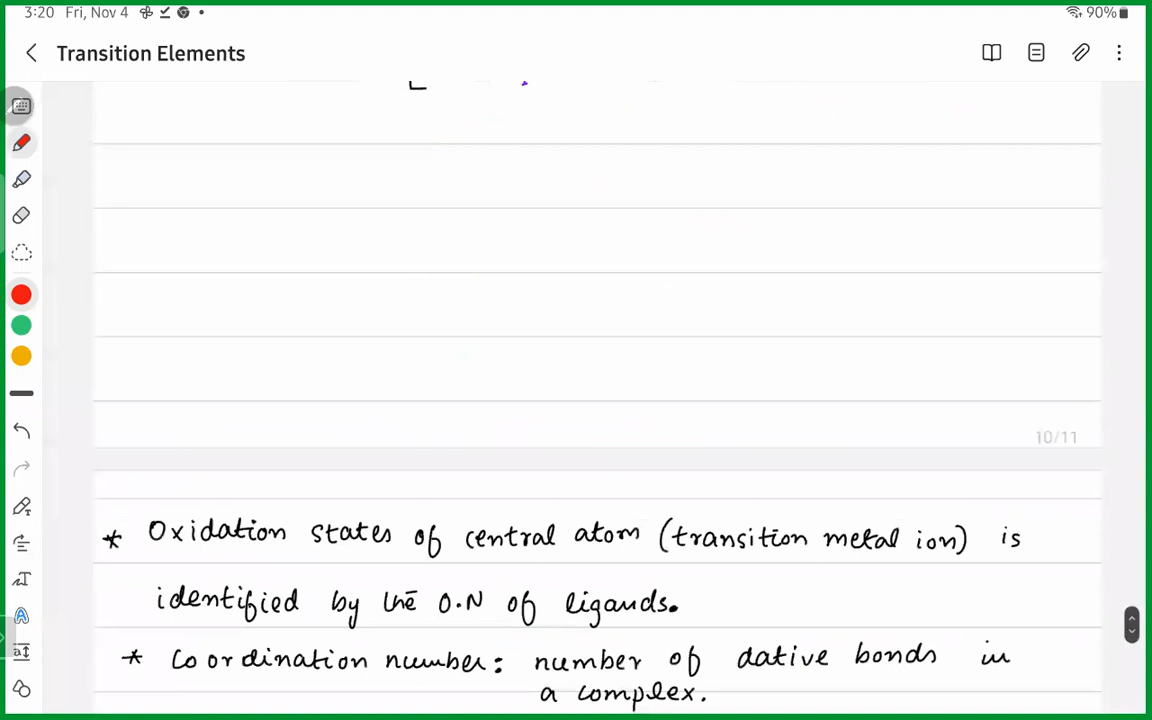 3:20 Fri, Nov 4
90%
Transition Elements
10/11
* Oxidation states of central atom (transition metal ion) is
identified by the O.N of ligands.
* Coordination number: number of dative bonds in
a complex.